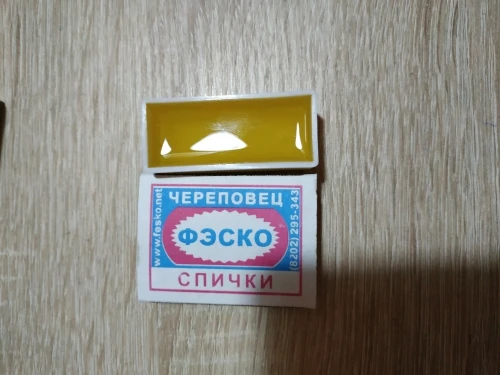 ЧЕРЕПОВЕЦ
www.fesko.net
ФЭСКО
(8202) 295-343
СПИЧКИ